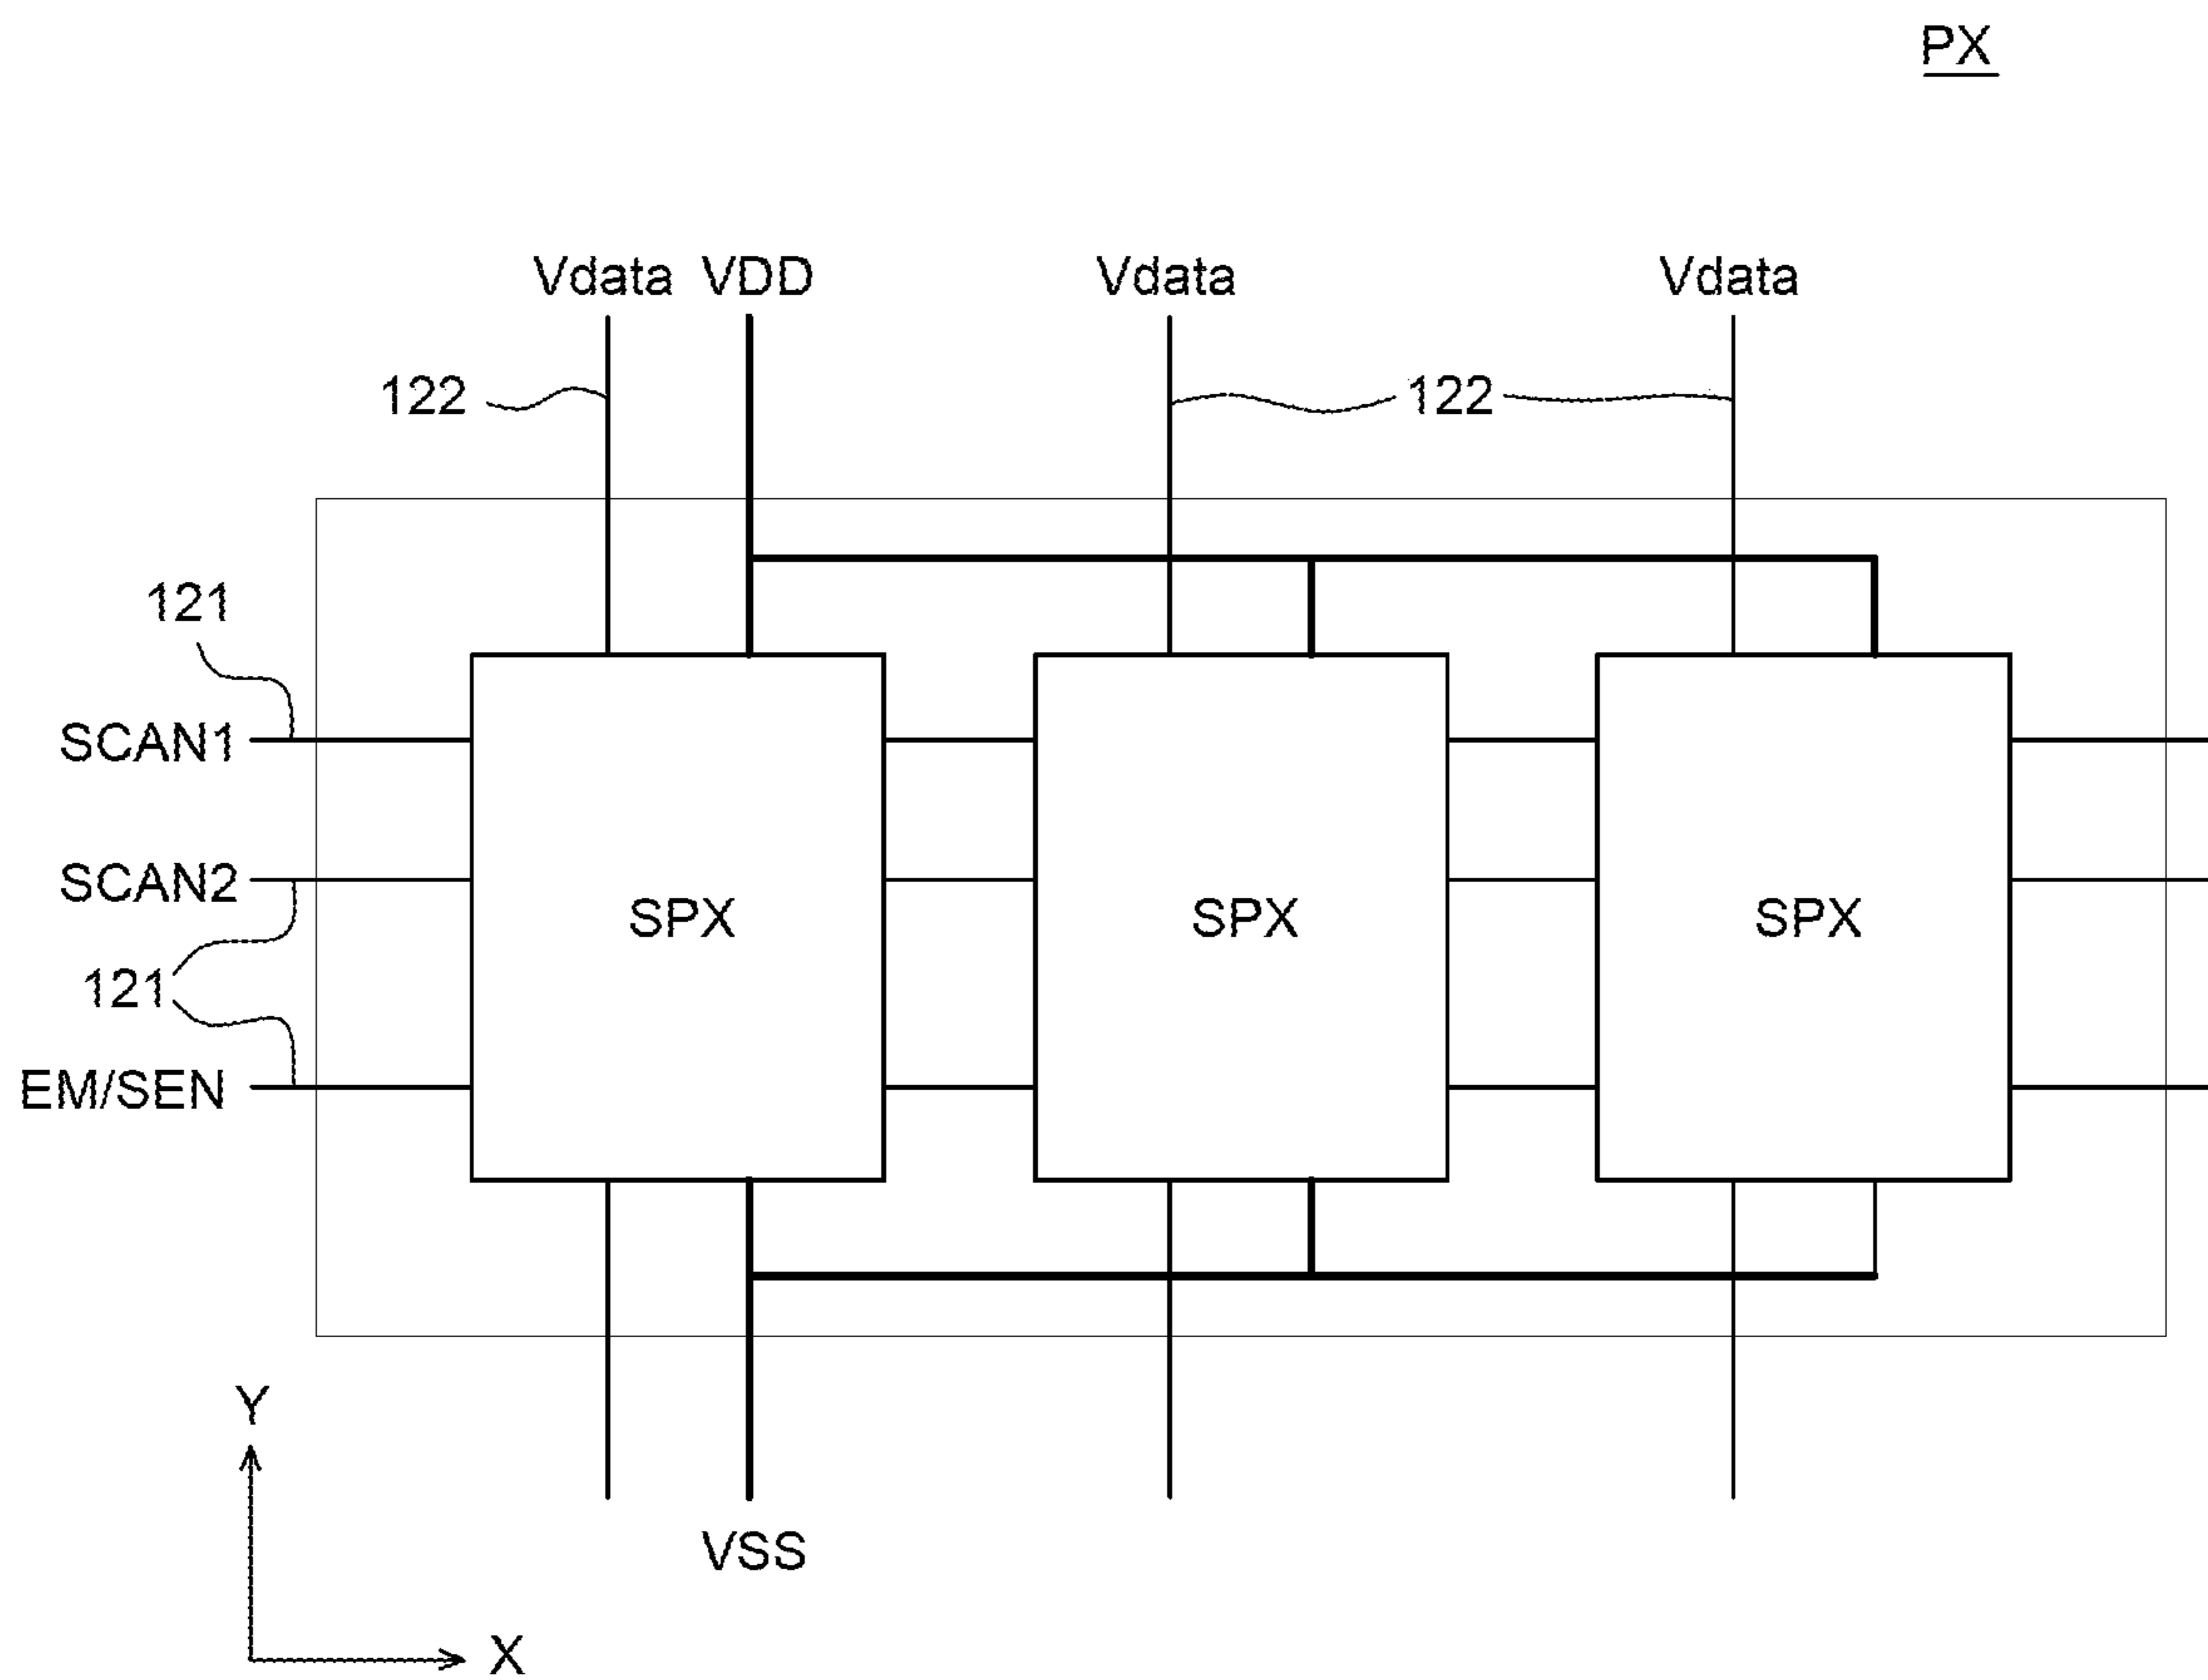 PX
Vdata VDD Vdata Vdata
122 122
121
SCAN1
SCAN2
SPX SPX SPX
121
EM/SEN
Y
VSS
X